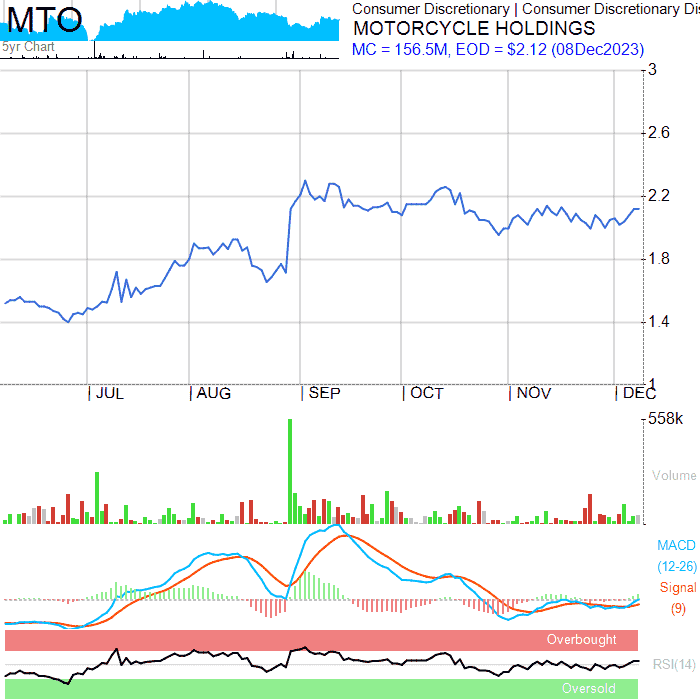 MTO
5yr Chart
Consumer Discretionary | Consumer Discretionary Dis
MOTORCYCLE HOLDINGS
MC = 156.5M, EOD = $2.12 (08Dec2023)
3
2.6
2.2
1.8
1.4
1
JUL AUG SEP OCT NOV DEC
558k
Volume
MACD
(12-26)
Signal
(9)
Overbought
RSI(14)
Oversold